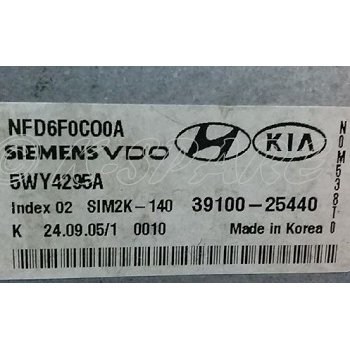 NFD6F0C00A
SIEMENS VDO
KIA
5WY4295A
Index 02 SIM2K-140 39100-25440
K 24.09.05/1 0010 Made in Korea